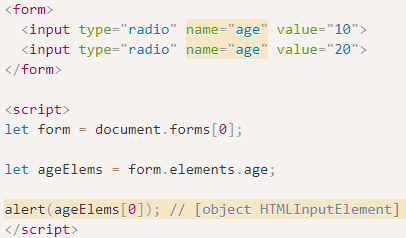 <form>
  <input type="radio" name="age" value="10">
  <input type="radio" name="age" value="20">
</form>

<script>
let form = document.forms[0];

let ageElems = form.elements.age;

alert(ageElems[0]); // [object HTMLInputElement]
</script>